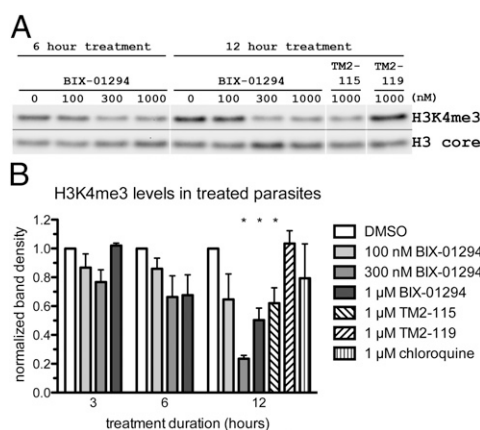 A
6 hour treatment 12 hour treatment
BIX-01294 BIX-01294 TM2-115 TM2-119
0 100 300 1000 0 100 300 1000 1000 1000 (nM)
H3K4me3
H3 core
B
H3K4me3 levels in treated parasites
normalized band density
1.2
1.0
0.8
0.6
0.4
0.2
0.0
* * *
3 6 12
treatment duration (hours)
DMSO
100 nM BIX-01294
300 nM BIX-01294
1 µM BIX-01294
1 µM TM2-115
1 µM TM2-119
1 µM chloroquine